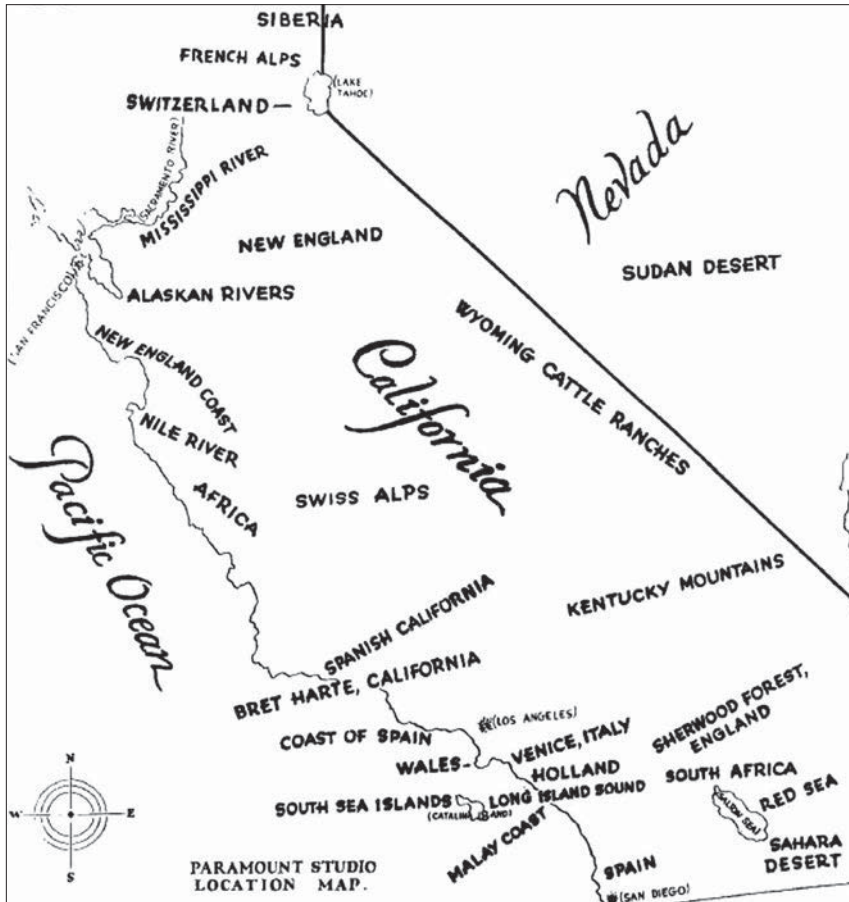 SIBERIA
FRENCH ALPS
(LAKE
TAHOE)
SWITZERLAND
(SACRAMENTO RIVER)
MISSISSIPPI RIVER
Nevada
NEW ENGLAND
SUDAN DESERT
ALASKAN RIVERS
(SAN FRANCISCO)
WYOMING CATTLE RANCHES
California
NEW ENGLAND COAST
NILE RIVER
AFRICA
SWISS ALPS
Pacific Ocean
KENTUCKY MOUNTAINS
SPANISH CALIFORNIA
BRET HARTE, CALIFORNIA
(LOS ANGELES)
SHERWOOD FOREST,
ENGLAND
COAST OF SPAIN
VENICE, ITALY
WALES
HOLLAND
SOUTH AFRICA
SOUTH SEA ISLANDS
(CATALINA ISLAND)
LONG ISLAND SOUND
(SALTON SEA)
RED SEA
MALAY COAST
SAHARA
DESERT
SPAIN
(SAN DIEGO)
N
W
E
S
PARAMOUNT STUDIO
LOCATION MAP.